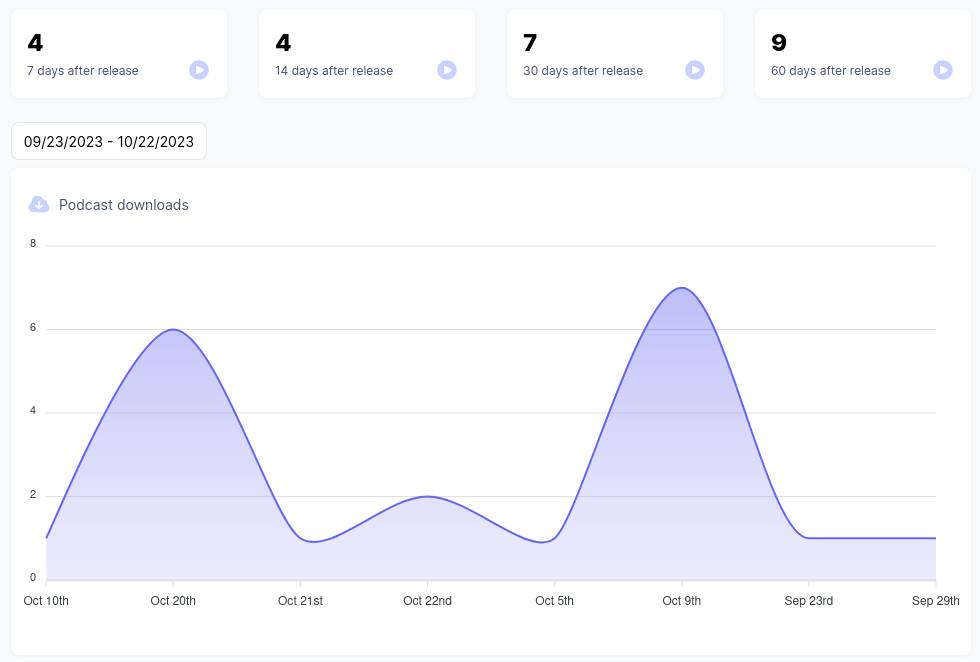 4
7 days after release
4
14 days after release
7
30 days after release
9
60 days after release
09/23/2023 - 10/22/2023
Podcast downloads
8
6
4
2
0
Oct 10th
Oct 20th
Oct 21st
Oct 22nd
Oct 5th
Oct 9th
Sep 23rd
Sep 29th